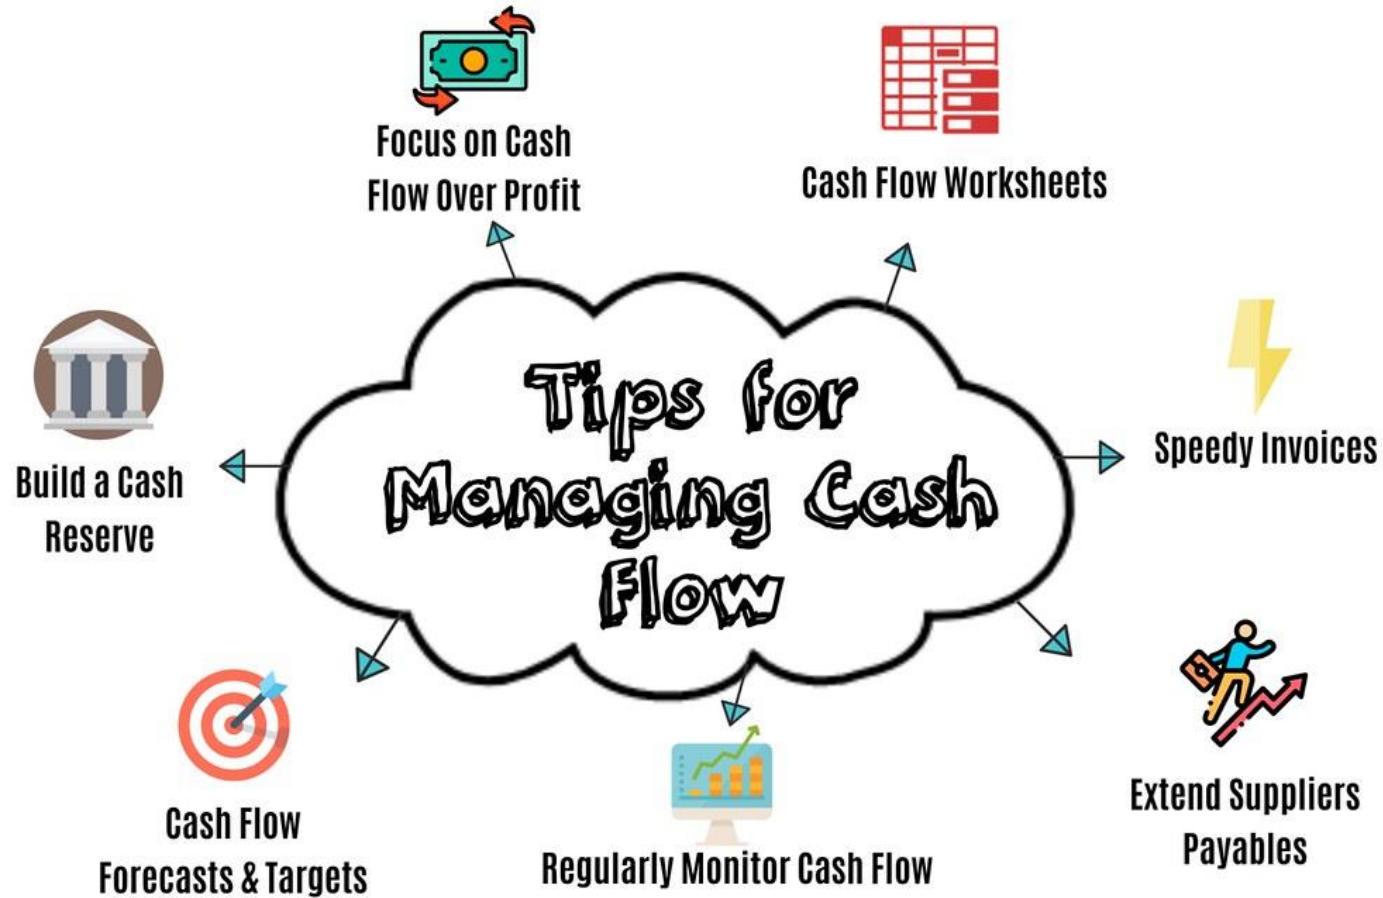 Focus on Cash
Flow Over Profit
Cash Flow Worksheets
Build a Cash
Reserve
Tips for
Managing Cash
Flow
Speedy Invoices
Cash Flow
Forecasts & Targets
Regularly Monitor Cash Flow
Extend Suppliers
Payables